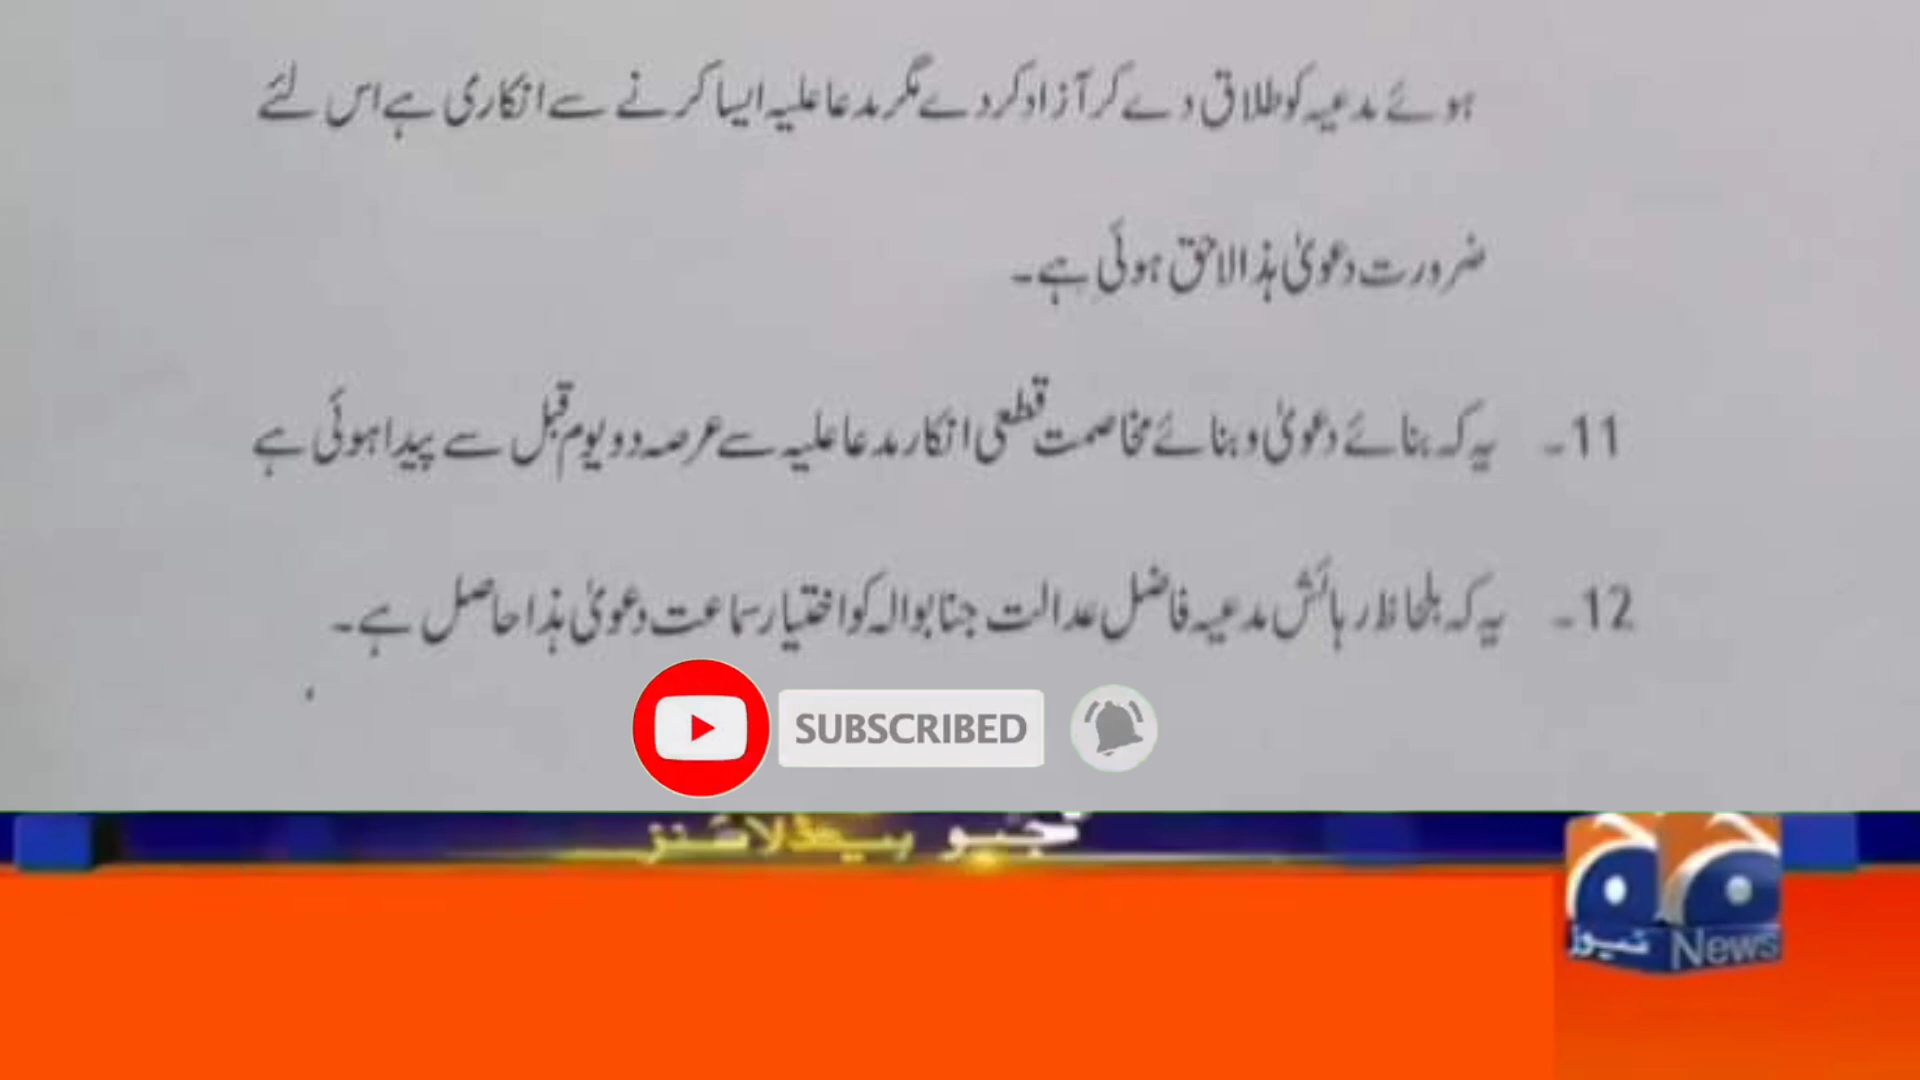 ہوئے مدعیہ کو طلاق دے کر آزاد کر دے مگر مدعا علیہ ایسا کرنے سے انکاری ہے اس لئے
ضرورت دعویٰ ہذا لاحق ہوئی ہے۔
11۔ یہ کہ بنائے دعویٰ و بنائے مخاصمت قطعی انکار مدعا علیہ سے عرصہ دو یوم قبل سے پیدا ہوئی ہے
12۔ یہ کہ بلحاظ رہائش مدعیہ فاضل عدالت جنابوالہ کو اختیار سماعت دعویٰ ہذا حاصل ہے۔
SUBSCRIBED
جیو ہیڈلائنز
نیوز News